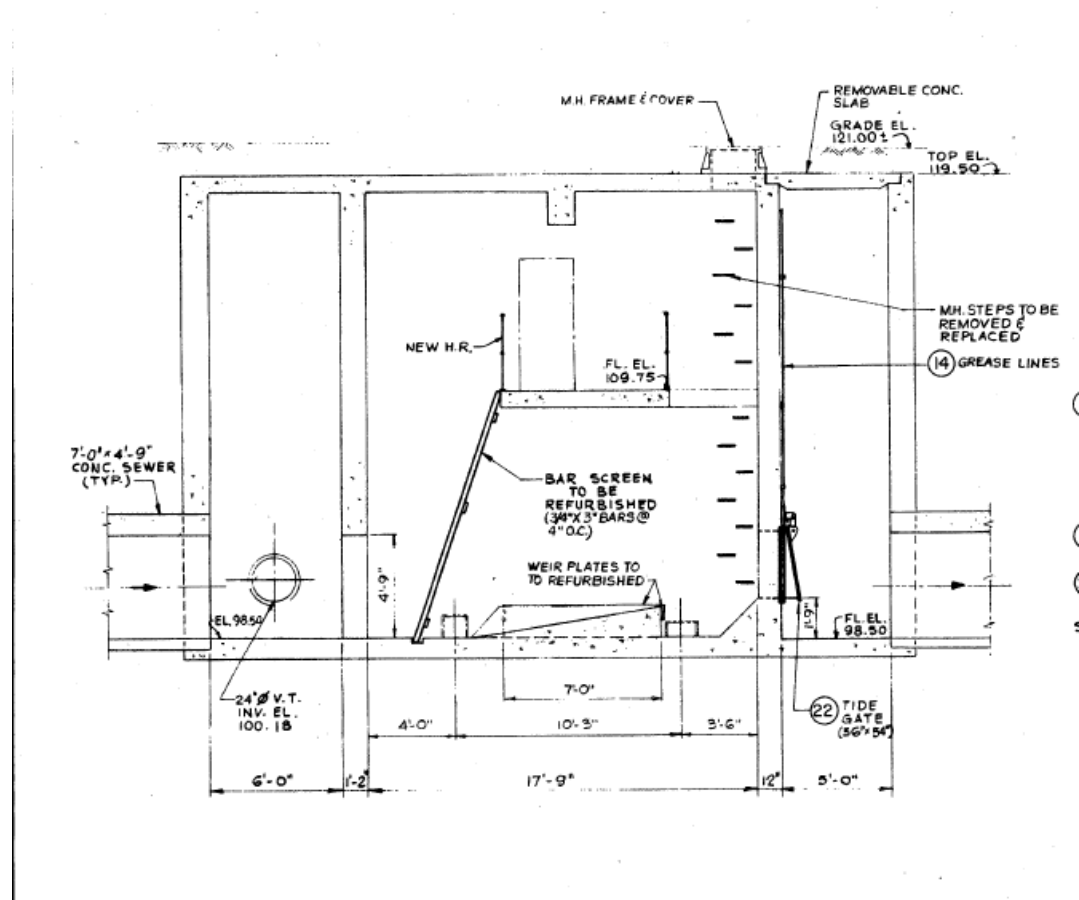 M.H. FRAME & COVER
REMOVABLE CONC.
SLAB
GRADE EL.
121.00±
TOP EL.
119.50
M.H. STEPS TO BE
REMOVED &
REPLACED
14 GREASE LINES
NEW H.R.
FL. EL.
109.75
7'-0" x 4'-9"
CONC. SEWER
(TYP.)
BAR SCREEN
TO BE
REFURBISHED
(3/4" X 3" BARS @
4" O.C.)
4'-9"
WEIR PLATES TO
TO REFURBISHED
EL. 98.50
1'-9"
FL. EL.
98.50
24"Ø V.T.
INV. EL.
100.18
7'-0"
22 TIDE
GATE
(36" x 54")
4'-0"
10'-3"
3'-6"
6'-0"
1'-2"
17'-9"
12"
5'-0"